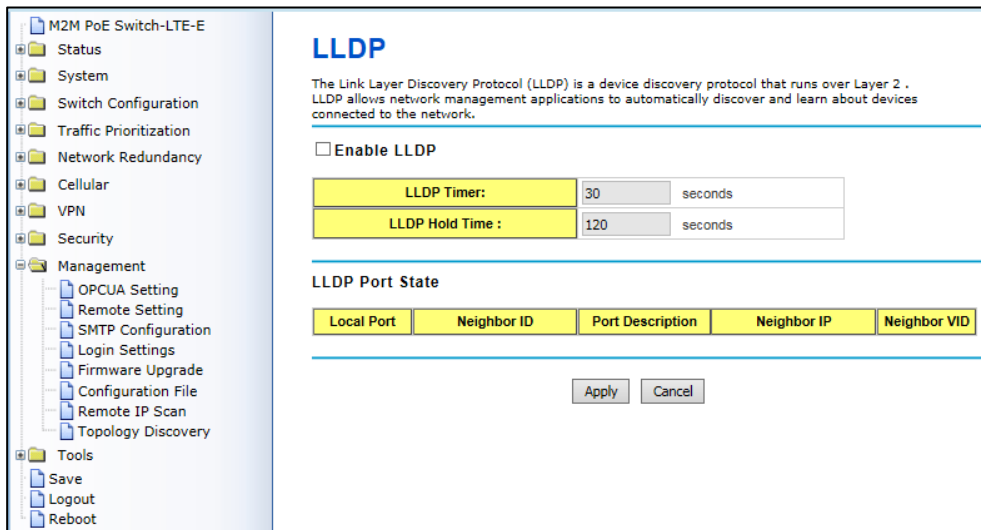 M2M PoE Switch-LTE-E
Status
System
Switch Configuration
Traffic Prioritization
Network Redundancy
Cellular
VPN
Security
Management
OPCUA Setting
Remote Setting
SMTP Configuration
Login Settings
Firmware Upgrade
Configuration File
Remote IP Scan
Topology Discovery
Tools
Save
Logout
Reboot
LLDP
The Link Layer Discovery Protocol (LLDP) is a device discovery protocol that runs over Layer 2 .
LLDP allows network management applications to automatically discover and learn about devices
connected to the network.
Enable LLDP
LLDP Timer: 30 seconds
LLDP Hold Time : 120 seconds
LLDP Port State
Local Port Neighbor ID Port Description Neighbor IP Neighbor VID
Apply Cancel